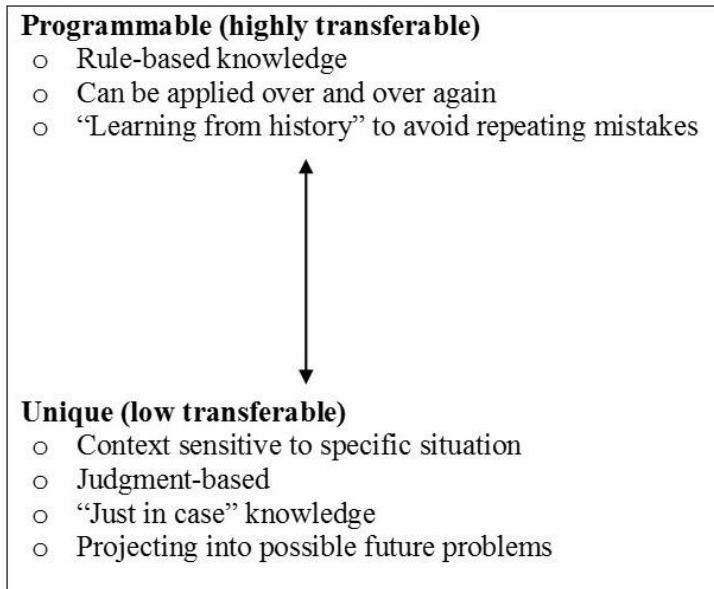 Programmable (highly transferable)
o Rule-based knowledge
o Can be applied over and over again
o “Learning from history” to avoid repeating mistakes
Unique (low transferable)
o Context sensitive to specific situation
o Judgment-based
o “Just in case” knowledge
o Projecting into possible future problems